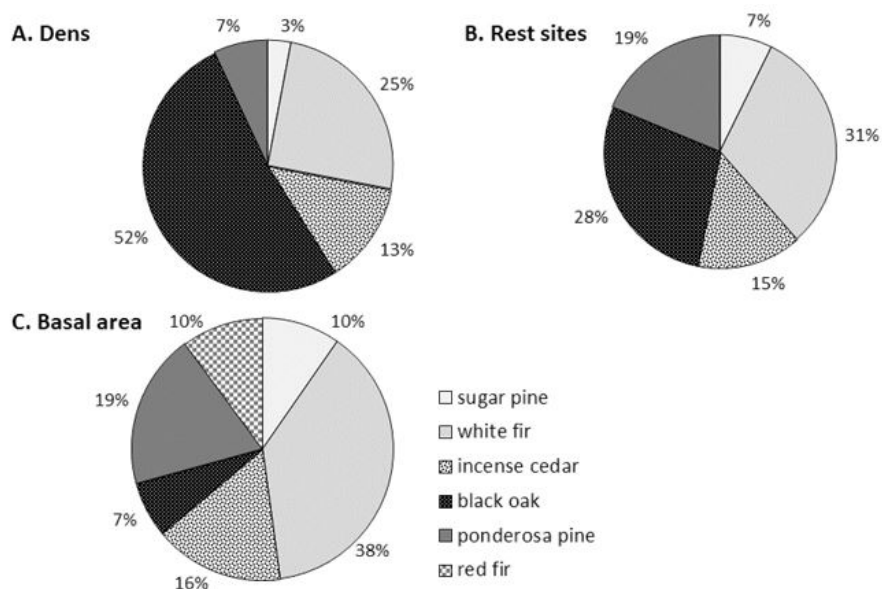 A. Dens
7%
3%
25%
13%
52%
B. Rest sites
19%
7%
31%
15%
28%
C. Basal area
10%
10%
38%
16%
7%
19%
sugar pine
white fir
incense cedar
black oak
ponderosa pine
red fir